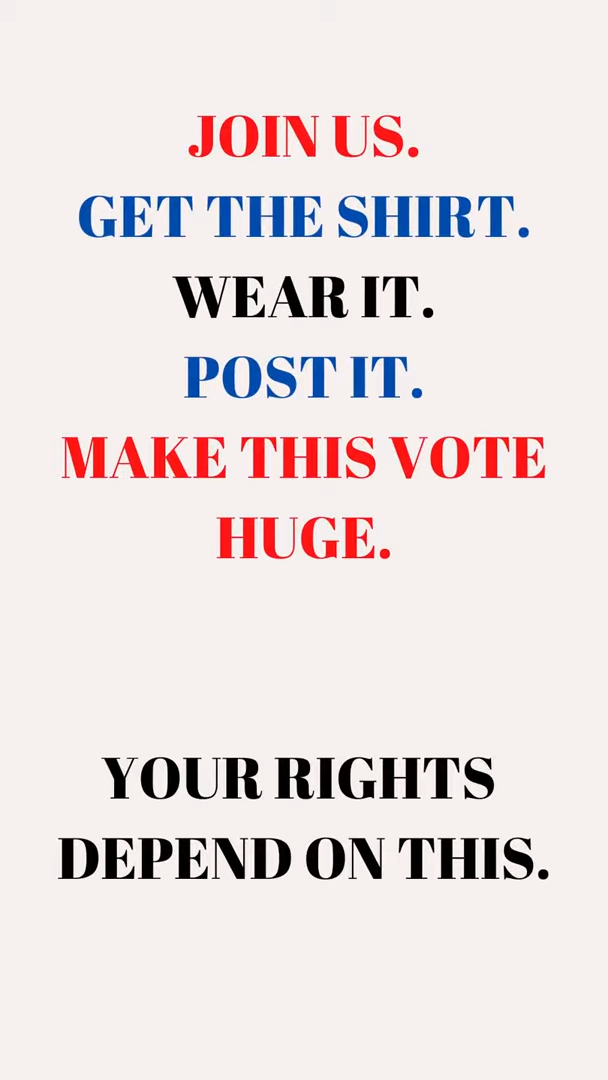 JOIN US.
GET THE SHIRT.
WEAR IT.
POST IT.
MAKE THIS VOTE
HUGE.
YOUR RIGHTS
DEPEND ON THIS.